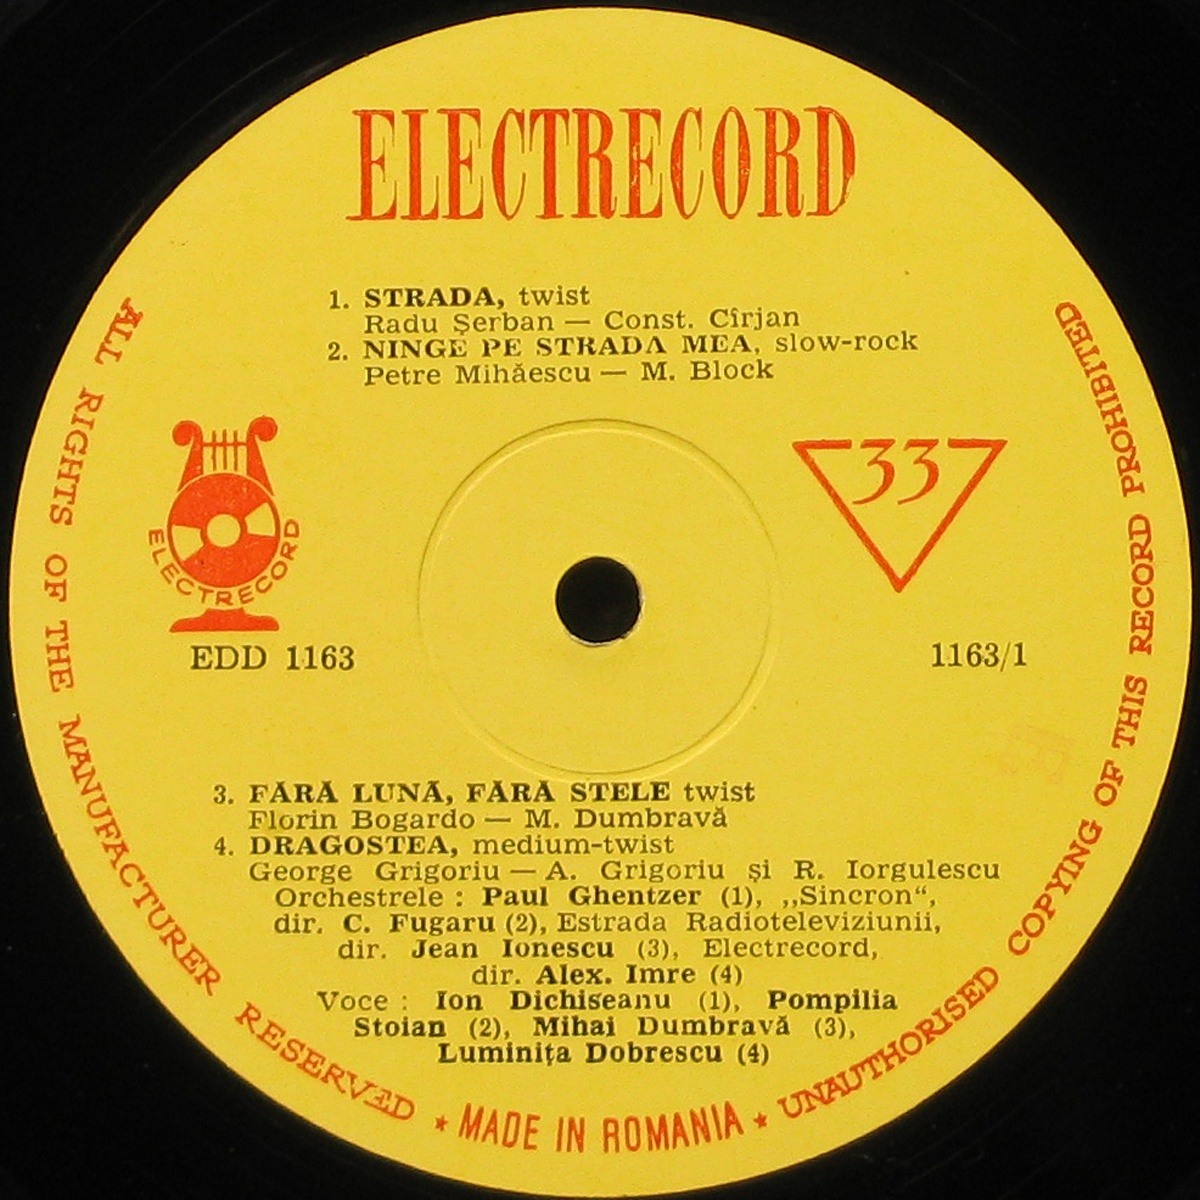 ELECTRECORD
1. STRADA, twist
Radu Șerban — Const. Cîrjan
2. NINGE PE STRADA MEA, slow-rock
Petre Mihăescu — M. Block
33
ELECTRECORD
EDD 1163
1163/1
3. FĂRĂ LUNĂ, FĂRĂ STELE twist
Florin Bogardo — M. Dumbravă
4. DRAGOSTEA, medium-twist
George Grigoriu — A. Grigoriu și R. Iorgulescu
Orchestrele : Paul Ghentzer (1), ,,Sincron“,
dir. C. Fugaru (2), Estrada Radioteleviziunii,
dir. Jean Ionescu (3), Electrecord,
dir. Alex. Imre (4)
Voce : Ion Dichiseanu (1), Pompilia
Stoian (2), Mihai Dumbravă (3),
Luminița Dobrescu (4)
ALL RIGHTS OF THE MANUFACTURER RESERVED ★ MADE IN ROMANIA ★ UNAUTHORISED COPYING OF THIS RECORD PROHIBITED